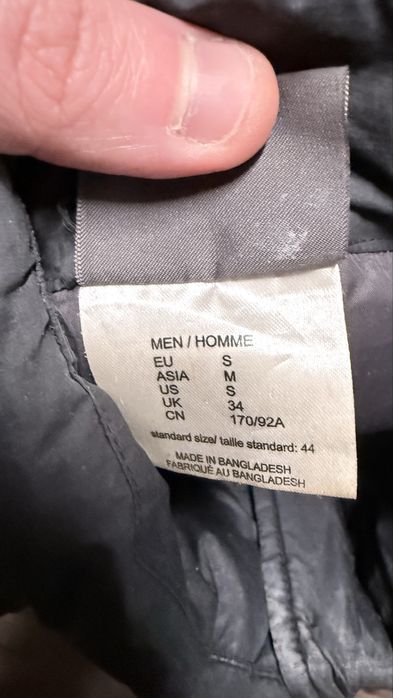 MEN / HOMME
EU S
ASIA M
US S
UK 34
CN 170/92A
standard size/ taille standard: 44
MADE IN BANGLADESH
FABRIQUÉ AU BANGLADESH